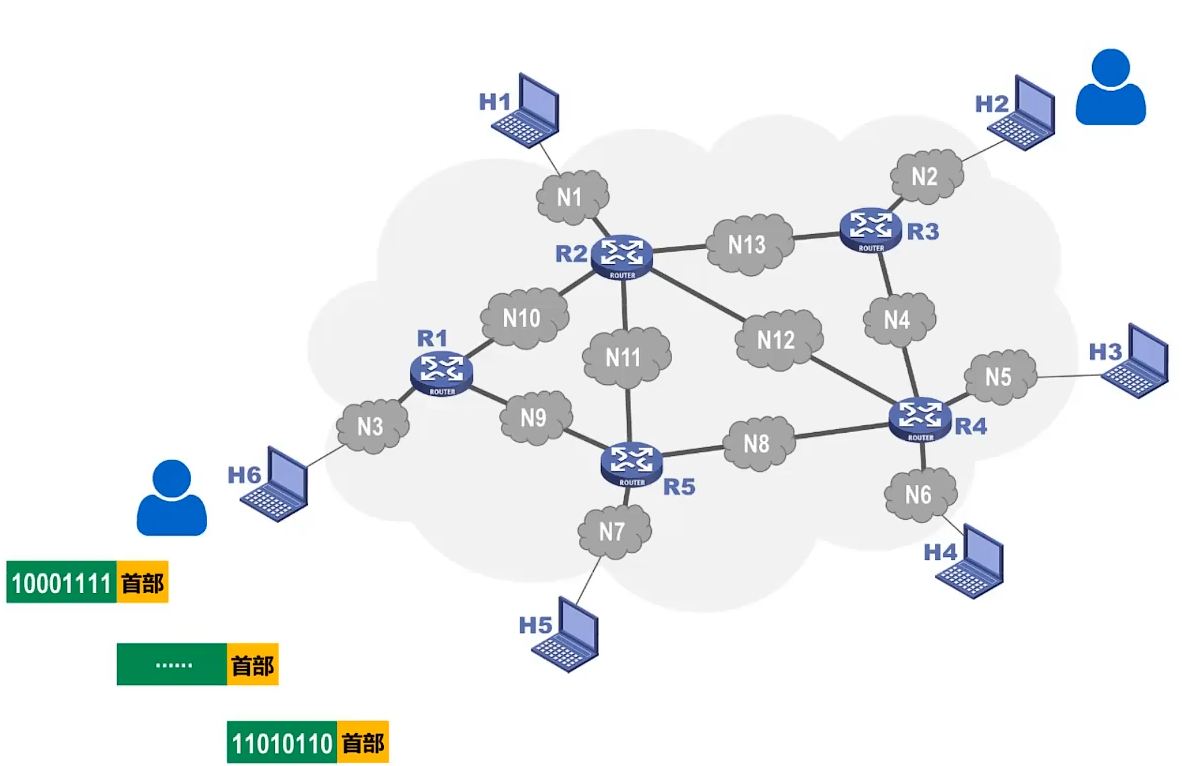 H1
H2
N2
N1
R3
N13
R2
ROUTER
ROUTER
N10
N4
N12
R1
N11
H3
N5
ROUTER
N9
R4
N3
ROUTER
N8
H6
R5
ROUTER
N6
N7
H4
10001111 首部
H5
...... 首部
11010110 首部